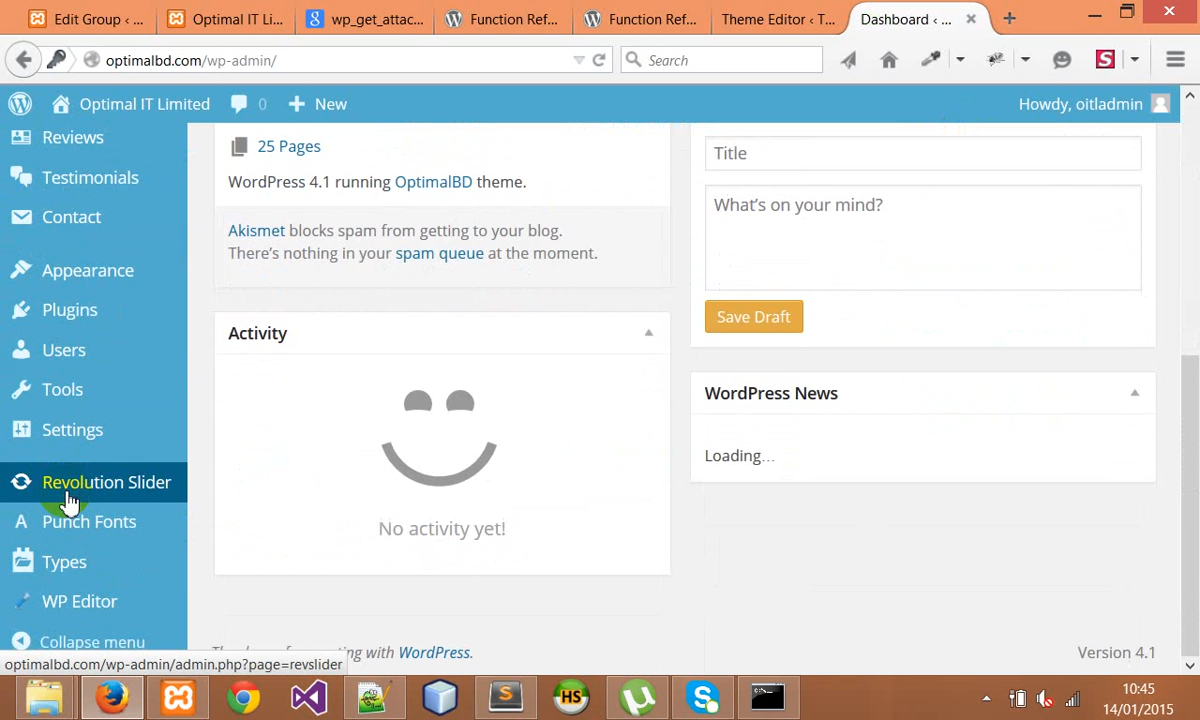 Edit Group ‹ ...
Optimal IT Li...
wp_get_attac...
Function Ref...
Function Ref...
Theme Editor ‹ T...
Dashboard ‹ ...
optimalbd.com/wp-admin/
Search
Optimal IT Limited
0
New
Howdy, oitladmin
Reviews
Testimonials
Contact
Appearance
Plugins
Users
Tools
Settings
Revolution Slider
Punch Fonts
Types
WP Editor
Collapse menu
25 Pages
WordPress 4.1 running OptimalBD theme.
Akismet blocks spam from getting to your blog.
There's nothing in your spam queue at the moment.
Activity
No activity yet!
Title
What's on your mind?
Save Draft
WordPress News
Loading...
with WordPress.
Version 4.1
optimalbd.com/wp-admin/admin.php?page=revslider
10:45
14/01/2015